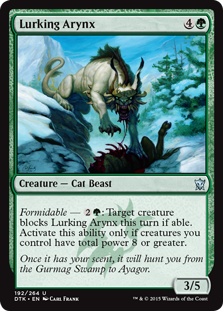 Lurking Arynx 4
Creature — Cat Beast
Formidable — 2 : Target creature
blocks Lurking Arynx this turn if able.
Activate this ability only if creatures you
control have total power 8 or greater.
Once it has your scent, it will hunt you from
the Gurmag Swamp to Ayagor.
3/5
192/264 U
DTK • EN Carl Frank ™ & © 2015 Wizards of the Coast